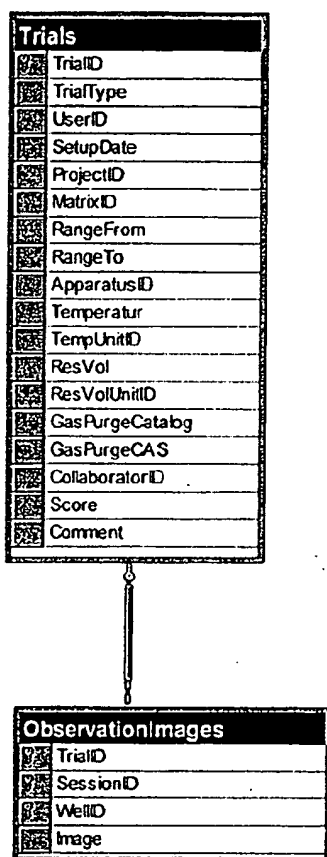 Trials
TrialID
TrialType
UserID
SetupDate
ProjectID
MatrixID
RangeFrom
RangeTo
ApparatusID
Temperatur
TempUnitID
ResVol
ResVolUnitID
GasPurgeCatalog
GasPurgeCAS
CollaboratorID
Score
Comment
ObservationImages
TrialID
SessionID
WellID
Image